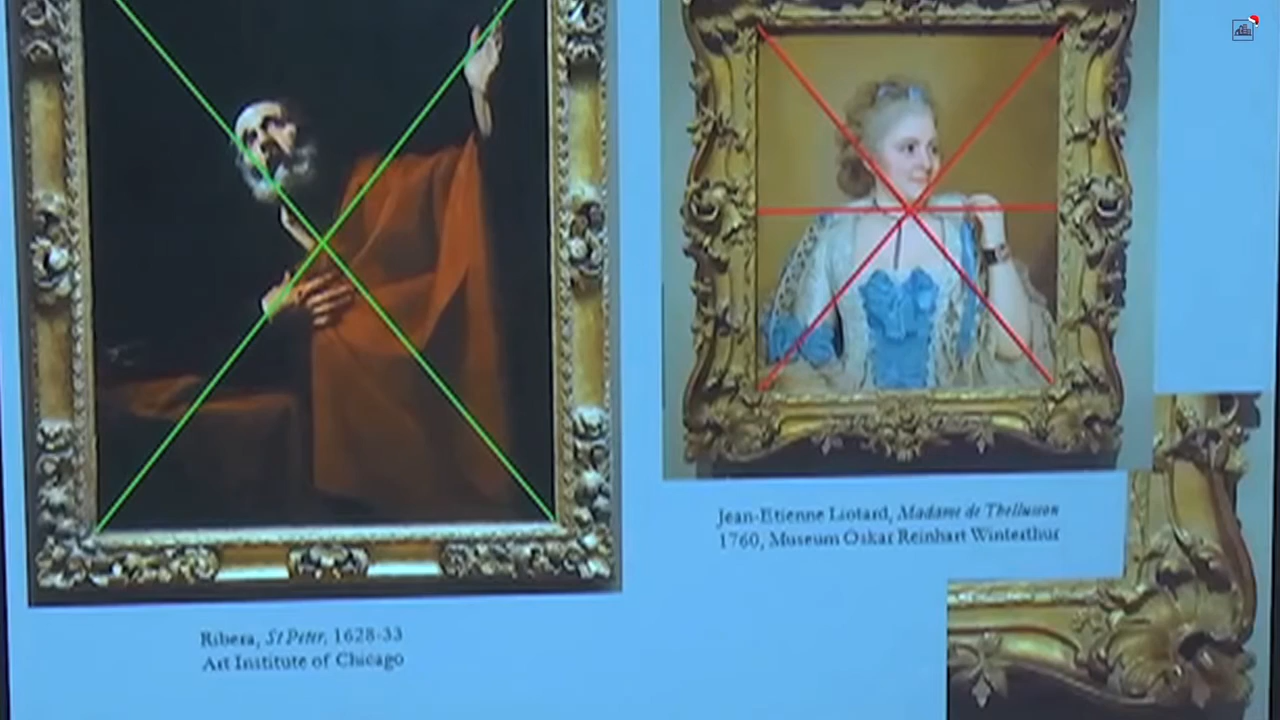 Ribera, St Peter, 1628-33
Art Institute of Chicago
Jean-Etienne Liotard, Madame de Thellusson
1760, Museum Oskar Reinhart Winterthur